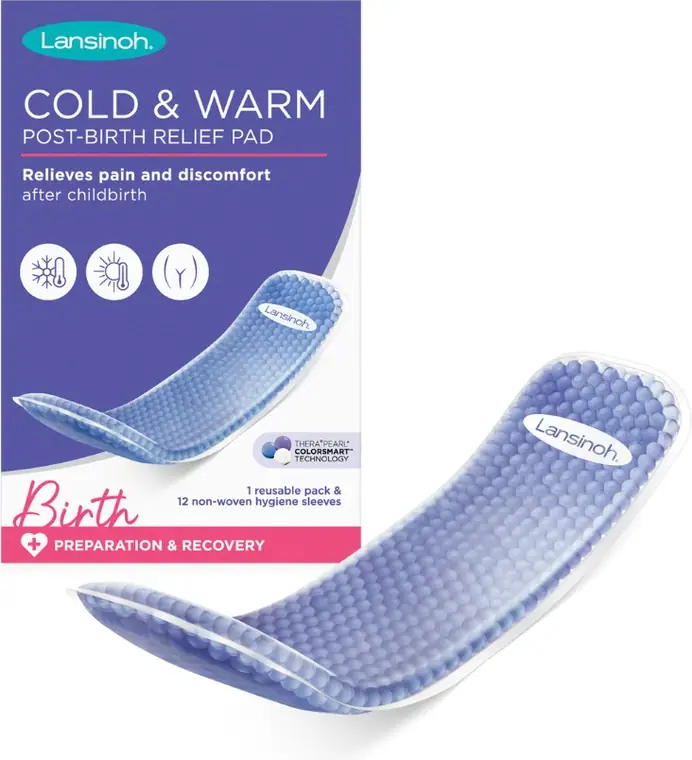 Lansinoh®
COLD & WARM
POST-BIRTH RELIEF PAD
Relieves pain and discomfort
after childbirth
Lansinoh®
THERA°PEARL®
COLORSMART™
TECHNOLOGY
1 reusable pack &
12 non-woven hygiene sleeves
Birth
PREPARATION & RECOVERY
Lansinoh®